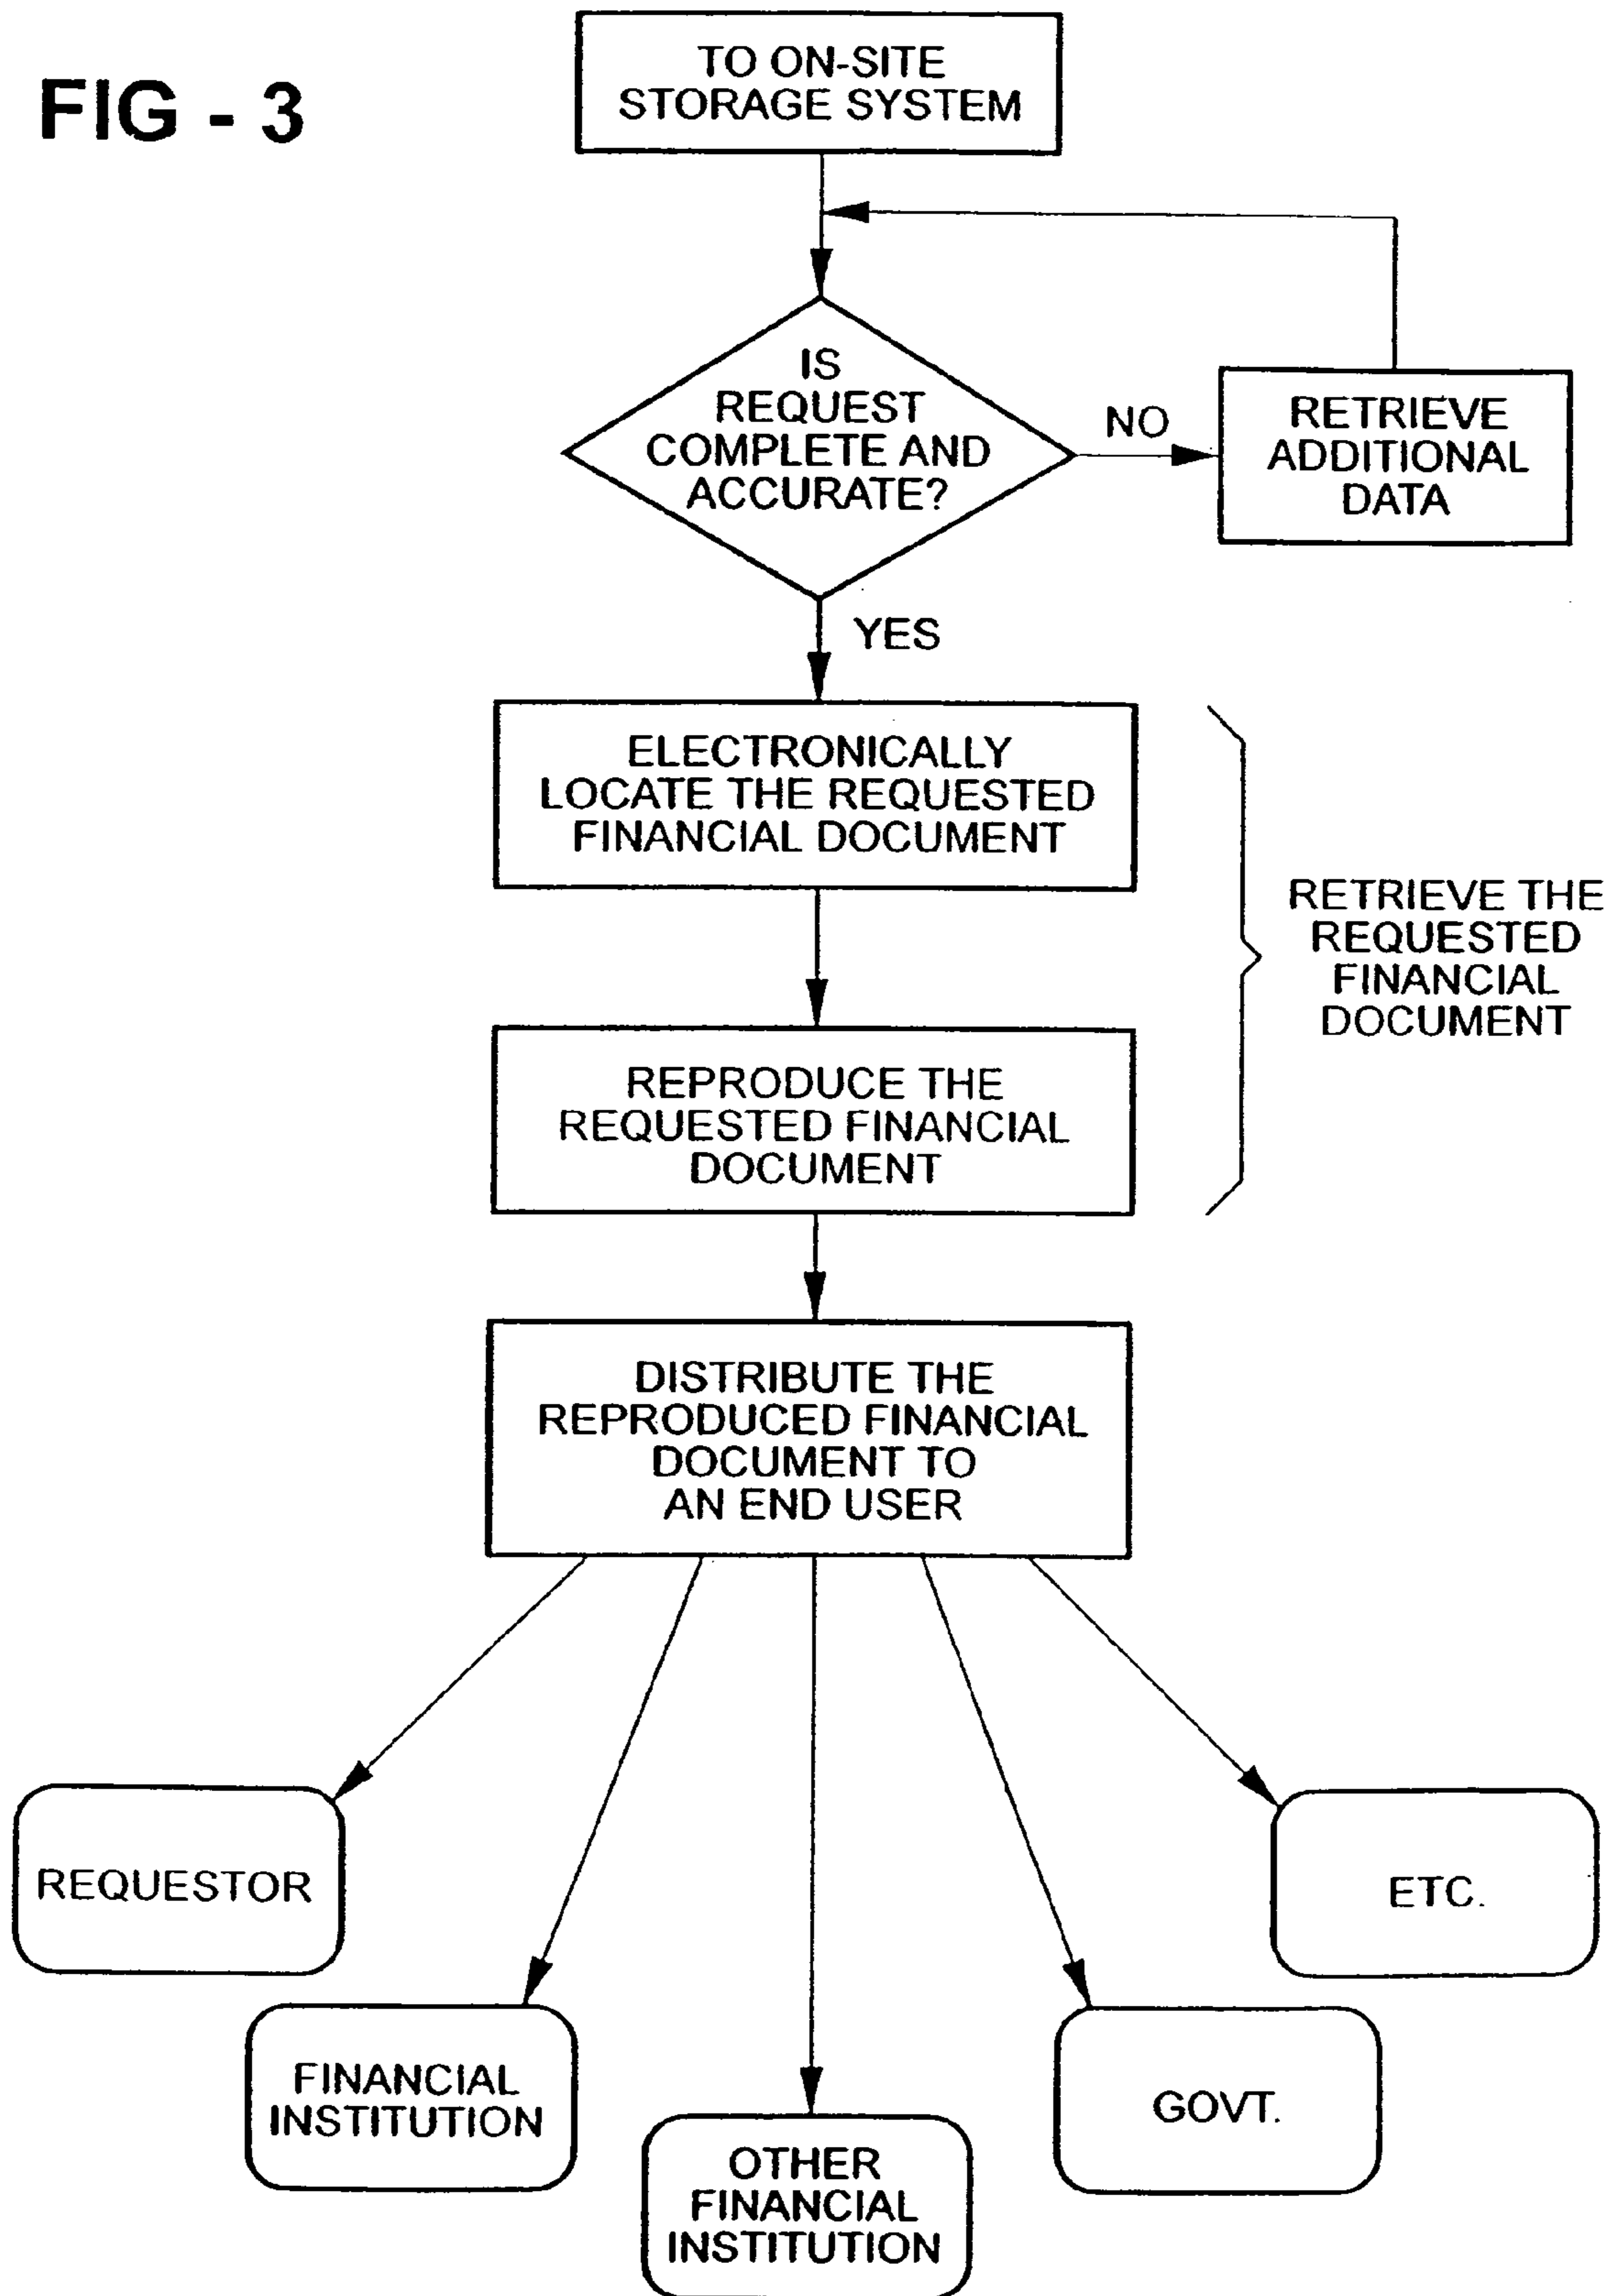 FIG - 3
TO ON-SITE
STORAGE SYSTEM
IS
REQUEST
COMPLETE AND
ACCURATE?
NO
RETRIEVE
ADDITIONAL
DATA
YES
ELECTRONICALLY
LOCATE THE REQUESTED
FINANCIAL DOCUMENT
RETRIEVE THE
REQUESTED
FINANCIAL
DOCUMENT
REPRODUCE THE
REQUESTED FINANCIAL
DOCUMENT
DISTRIBUTE THE
REPRODUCED FINANCIAL
DOCUMENT TO
AN END USER
REQUESTOR
FINANCIAL
INSTITUTION
OTHER
FINANCIAL
INSTITUTION
GOVT.
ETC.